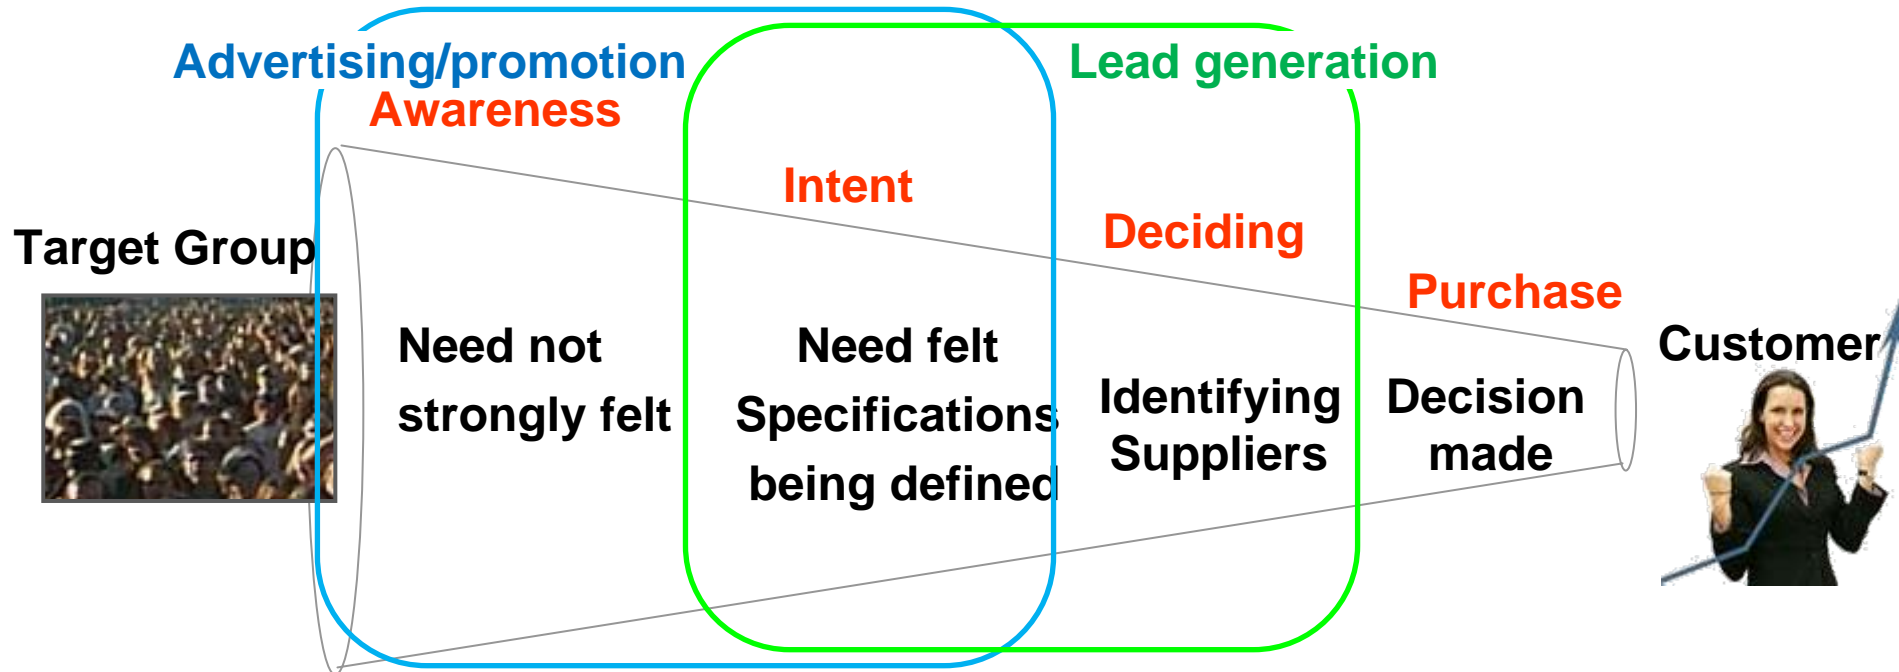 Advertising/promotion
Lead generation
Awareness
Intent
Deciding
Purchase
Target Group
Customer
Need not
strongly felt
Need felt
Specifications
being defined
Identifying
Suppliers
Decision
made